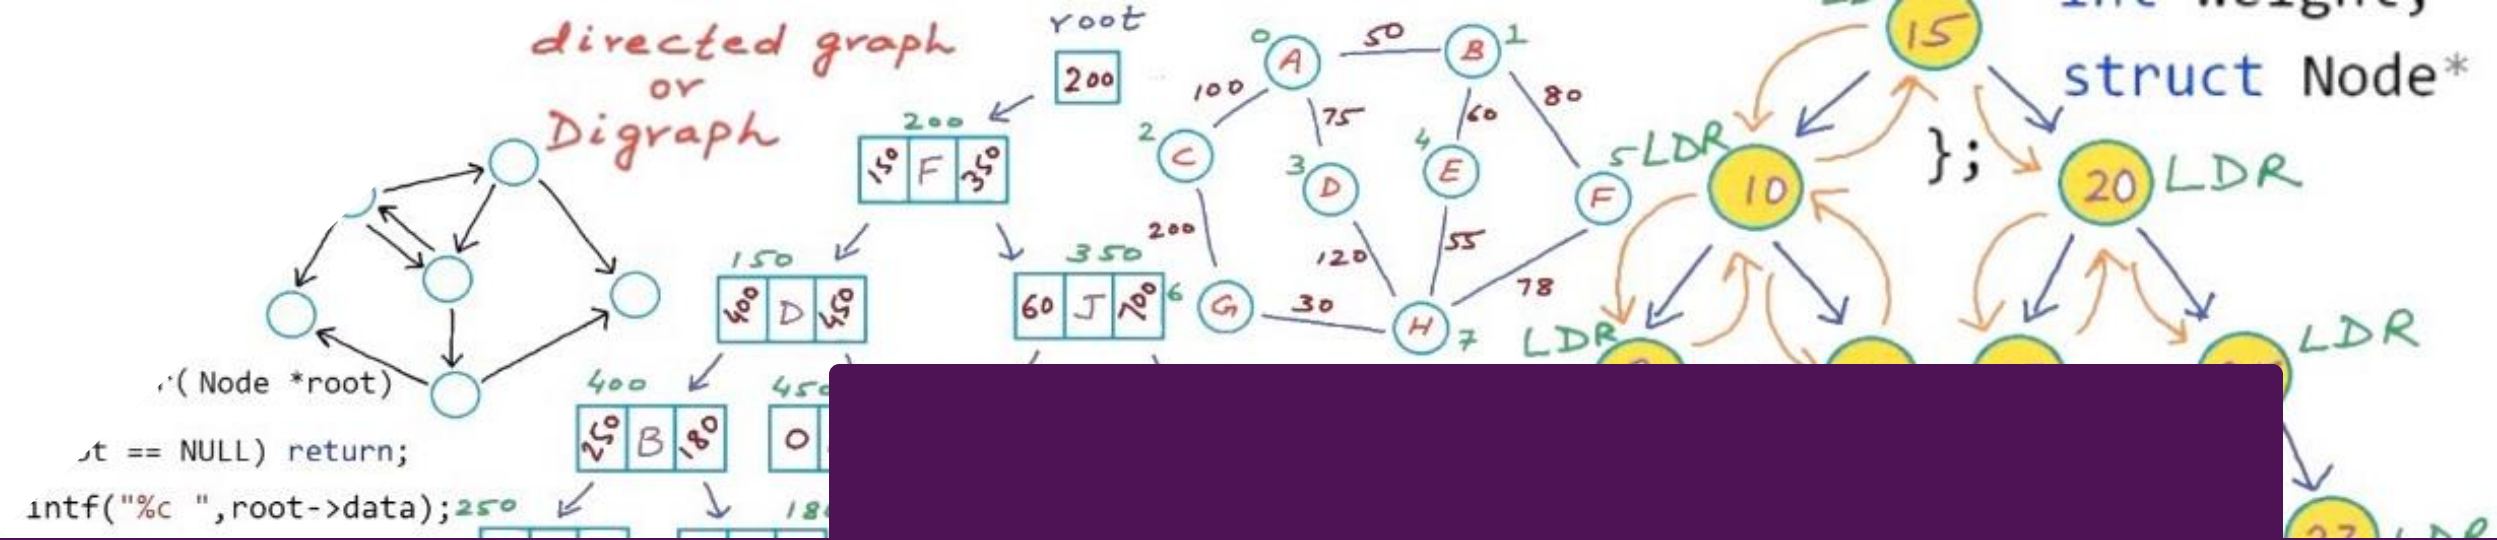 directed graph
or
Digraph
root
200
200
150 F 350
150
400 D 450
350
60 J 700
400
250 B 180
0
250
0 A
50
B 1
100
75
60
80
2 C
3 D
4 E
5 F
200
120
55
78
6 G
30
H 7
15
struct Node*
};
LDR
10
20 LDR
LDR
LDR
(Node *root)
== NULL) return;
intf("%c ",root->data);